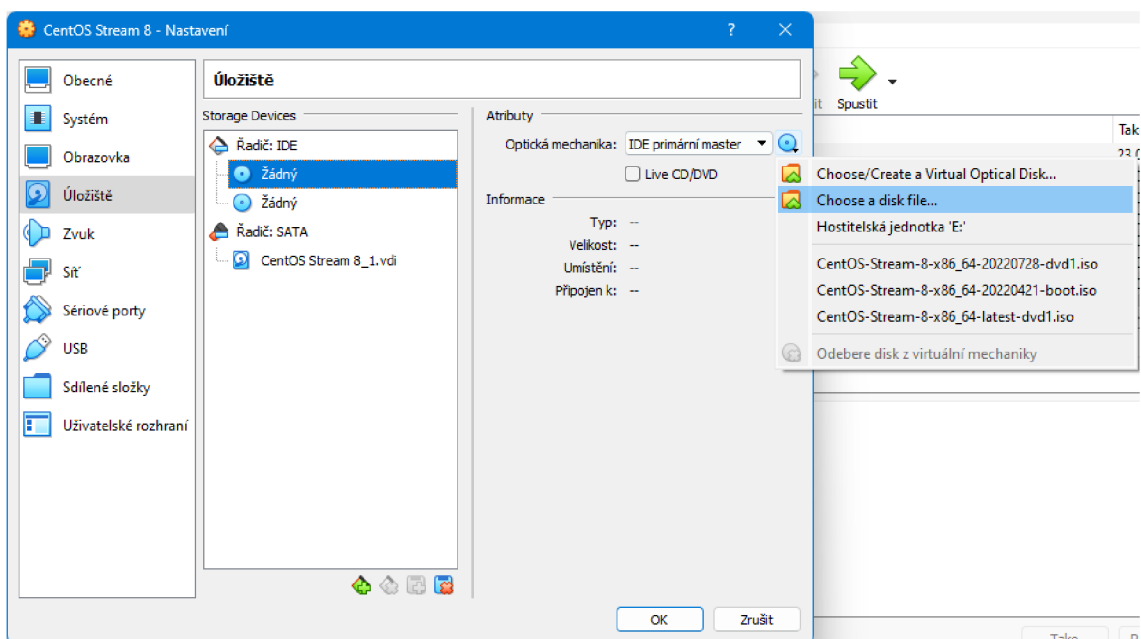 CentOS Stream 8 - Nastavení
?
Obecné
Systém
Obrazovka
Úložiště
Zvuk
Síť
Sériové porty
USB
Sdílené složky
Uživatelské rozhraní
Úložiště
Storage Devices
Řadič: IDE
Žádný
Žádný
Řadič: SATA
CentOS Stream 8_1.vdi
Atributy
Optická mechanika: IDE primární master
Live CD/DVD
Informace
Typ: --
Velikost: --
Umístění: --
Připojen k: --
OK
Zrušit
Spustit
Choose/Create a Virtual Optical Disk...
Choose a disk file...
Hostitelská jednotka 'E:'
CentOS-Stream-8-x86_64-20220728-dvd1.iso
CentOS-Stream-8-x86_64-20220421-boot.iso
CentOS-Stream-8-x86_64-latest-dvd1.iso
Odebere disk z virtuální mechaniky